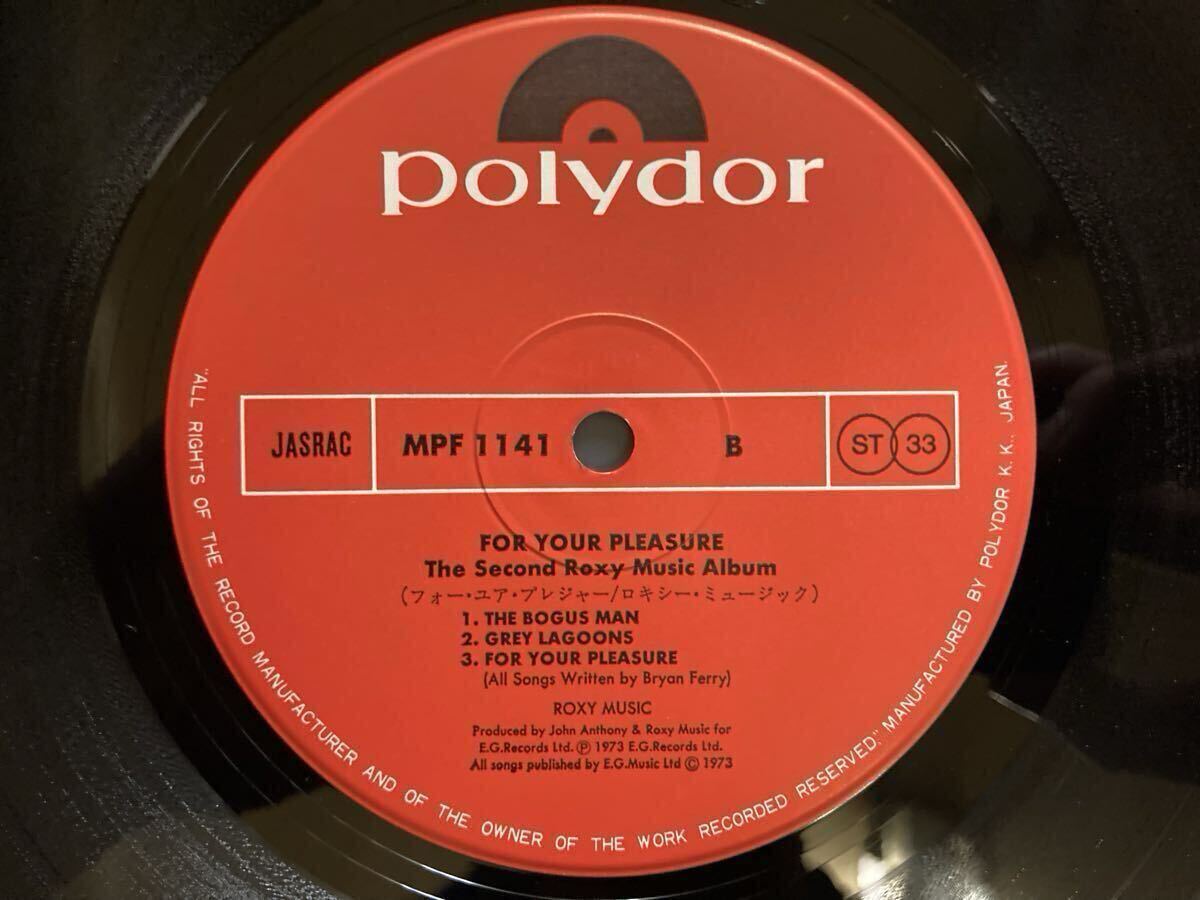 polydor
JASRAC MPF 1141 B ST 33
FOR YOUR PLEASURE
The Second Roxy Music Album
(フォー・ユア・プレジャー/ロキシー・ミュージック)
1. THE BOGUS MAN
2. GREY LAGOONS
3. FOR YOUR PLEASURE
(All Songs Written by Bryan Ferry)
ROXY MUSIC
Produced by John Anthony & Roxy Music for
E.G.Records Ltd. Ⓟ 1973 E.G.Records Ltd.
All songs published by E.G.Music Ltd © 1973
"ALL RIGHTS OF THE RECORD MANUFACTURER AND OF THE OWNER OF THE WORK RECORDED RESERVED." MANUFACTURED BY POLYDOR K. K., JAPAN.